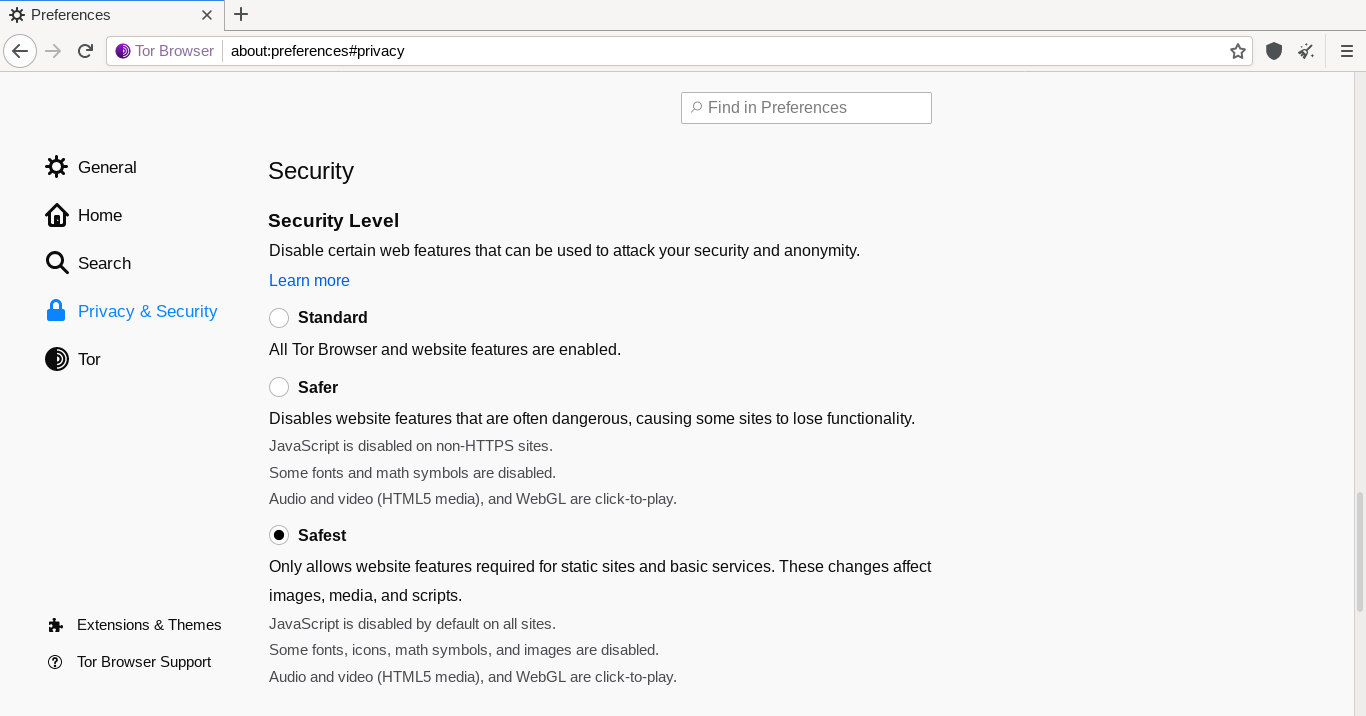 Preferences
Tor Browser about:preferences#privacy
Find in Preferences
General
Home
Search
Privacy & Security
Tor
Extensions & Themes
Tor Browser Support
Security
Security Level
Disable certain web features that can be used to attack your security and anonymity.
Learn more
Standard
All Tor Browser and website features are enabled.
Safer
Disables website features that are often dangerous, causing some sites to lose functionality.
JavaScript is disabled on non-HTTPS sites.
Some fonts and math symbols are disabled.
Audio and video (HTML5 media), and WebGL are click-to-play.
Safest
Only allows website features required for static sites and basic services. These changes affect
images, media, and scripts.
JavaScript is disabled by default on all sites.
Some fonts, icons, math symbols, and images are disabled.
Audio and video (HTML5 media), and WebGL are click-to-play.